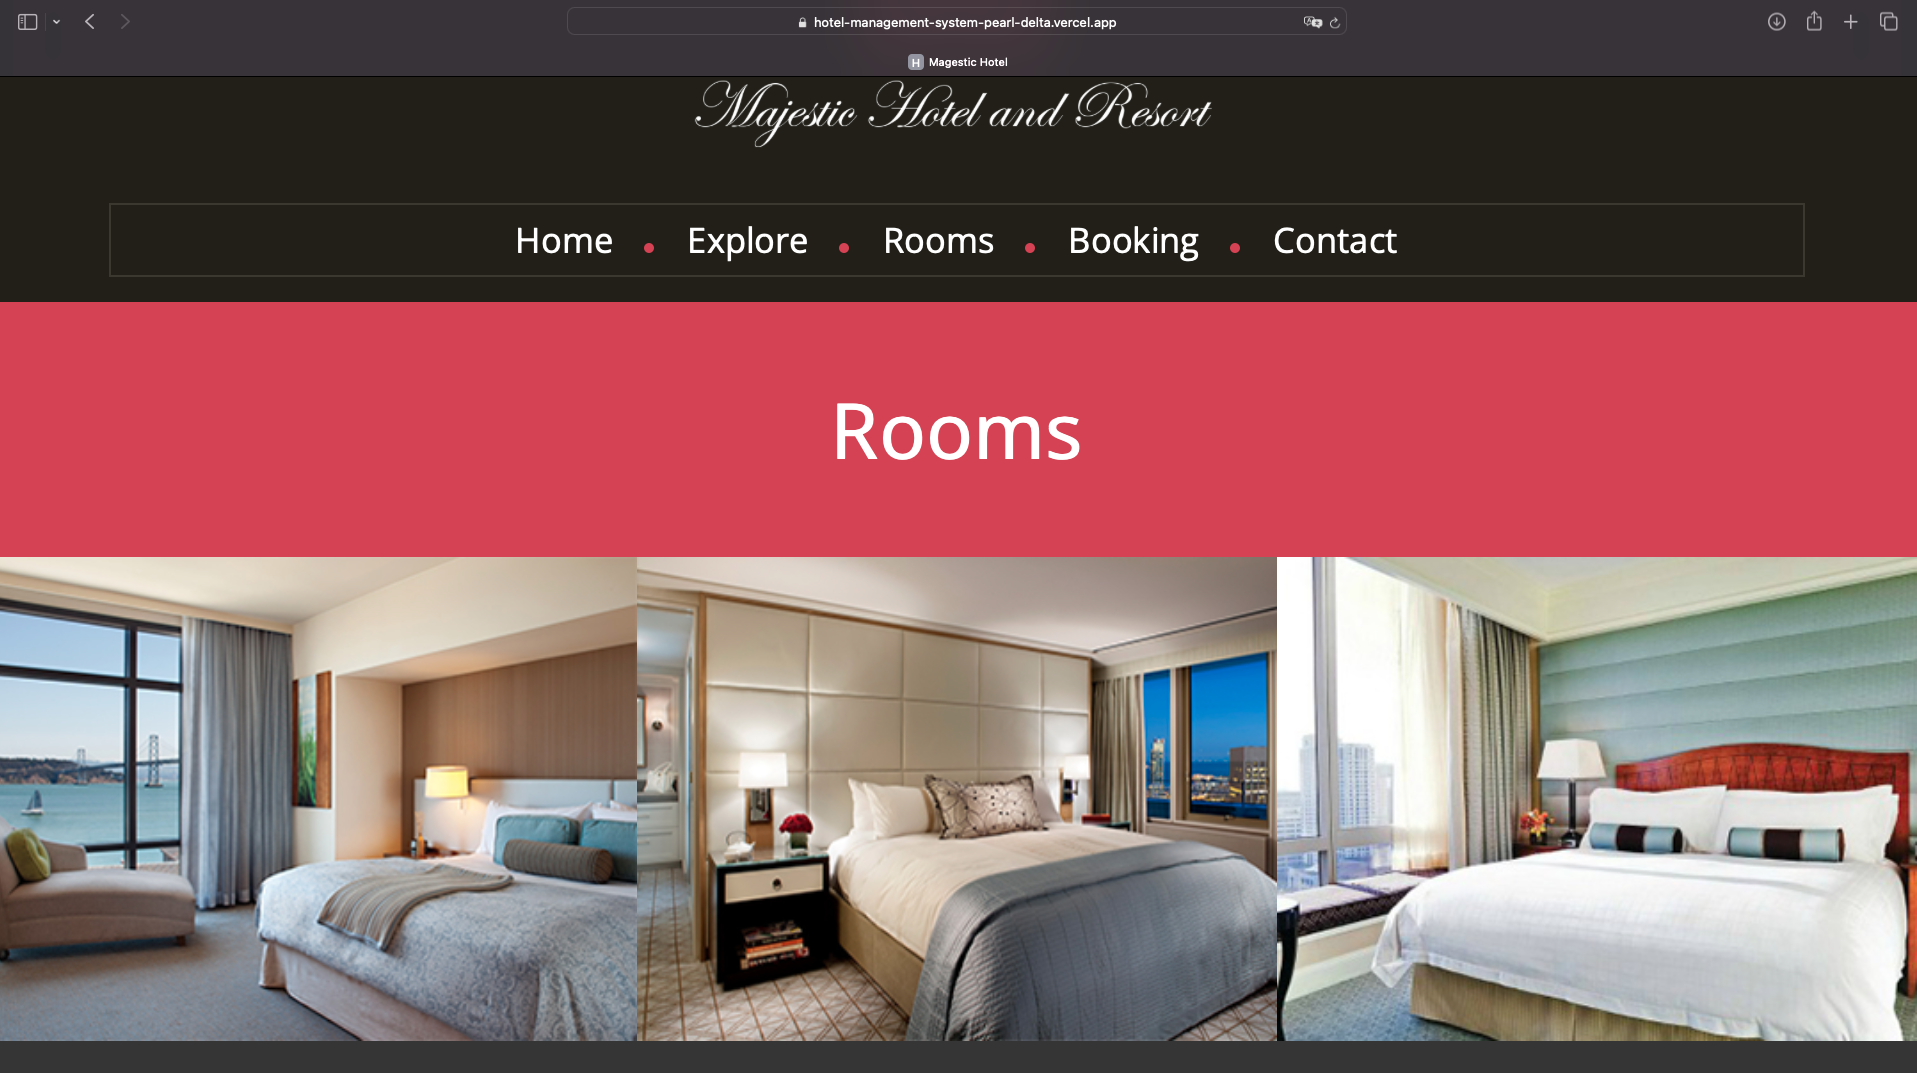 hotel-management-system-pearl-delta.vercel.app
H Magestic Hotel
Majestic Hotel and Resort
Home Explore Rooms Booking Contact
Rooms